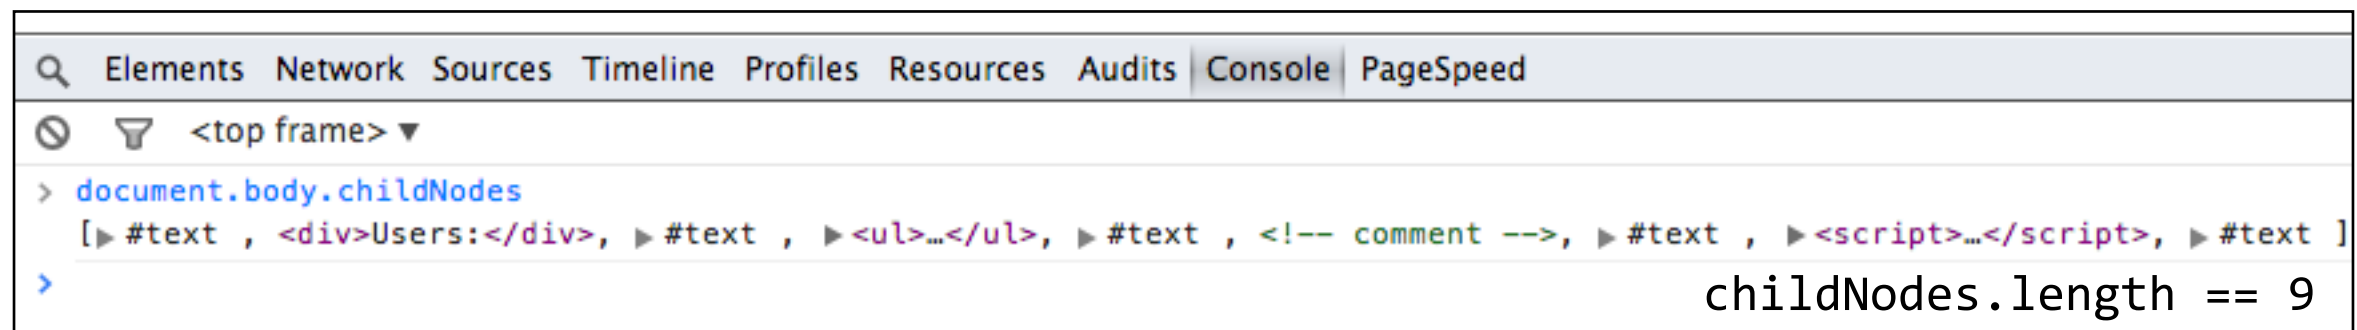 Elements Network Sources Timeline Profiles Resources Audits Console PageSpeed
<top frame> ▼
> document.body.childNodes
[▶ #text , <div>Users:</div>, ▶ #text , ▶<ul>…</ul>, ▶ #text , <!-- comment -->, ▶ #text , ▶<script>…</script>, ▶ #text ]
>
childNodes.length == 9